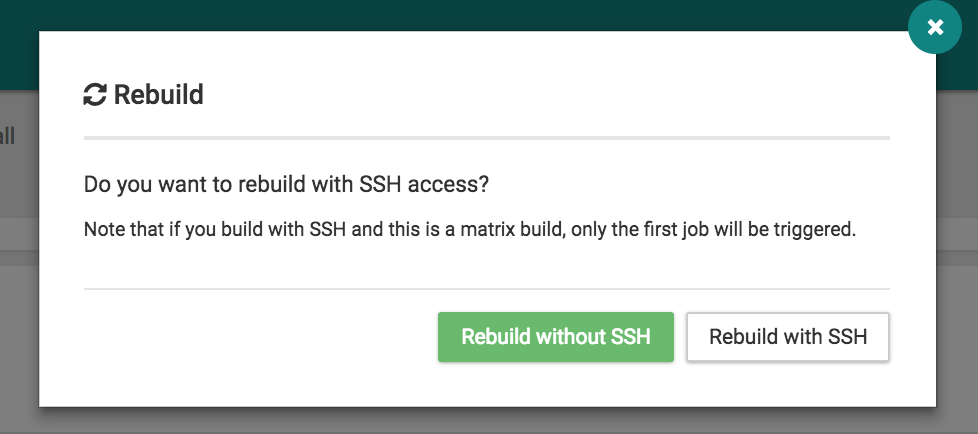 all
Rebuild
Do you want to rebuild with SSH access?
Note that if you build with SSH and this is a matrix build, only the first job will be triggered.
Rebuild without SSH
Rebuild with SSH